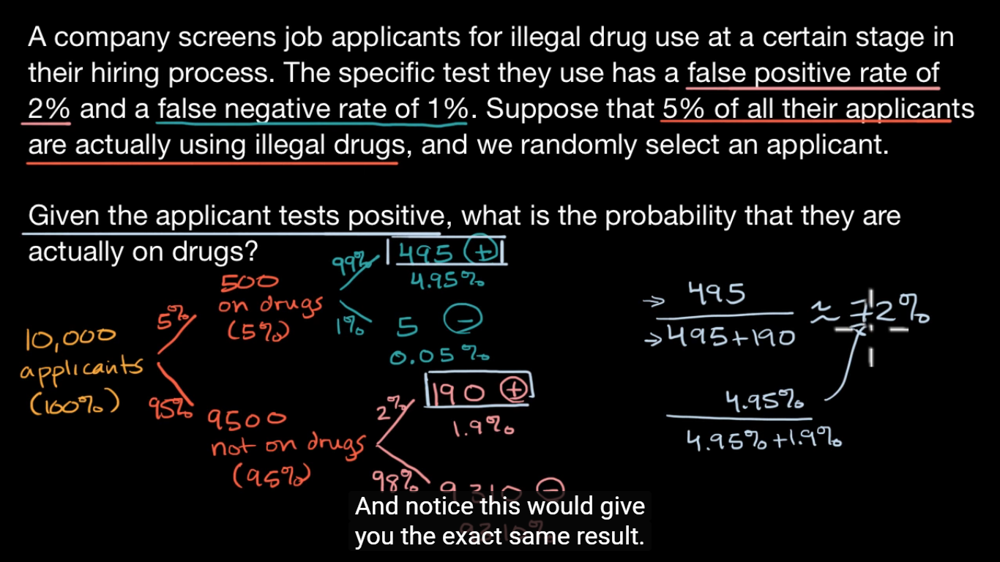 A company screens job applicants for illegal drug use at a certain stage in
their hiring process. The specific test they use has a false positive rate of
2% and a false negative rate of 1%. Suppose that 5% of all their applicants
are actually using illegal drugs, and we randomly select an applicant.
Given the applicant tests positive, what is the probability that they are
actually on drugs?
10,000
applicants
(100%)
5%
500
on drugs
(5%)
99%
495 +
4.95%
1%
5 −
0.05%
95%
9500
not on drugs
(95%)
2%
190 +
1.9%
98%
9310 −
→ 495
→ 495+190
≈ 72%
4.95%
4.95%+1.9%
And notice this would give
you the exact same result.